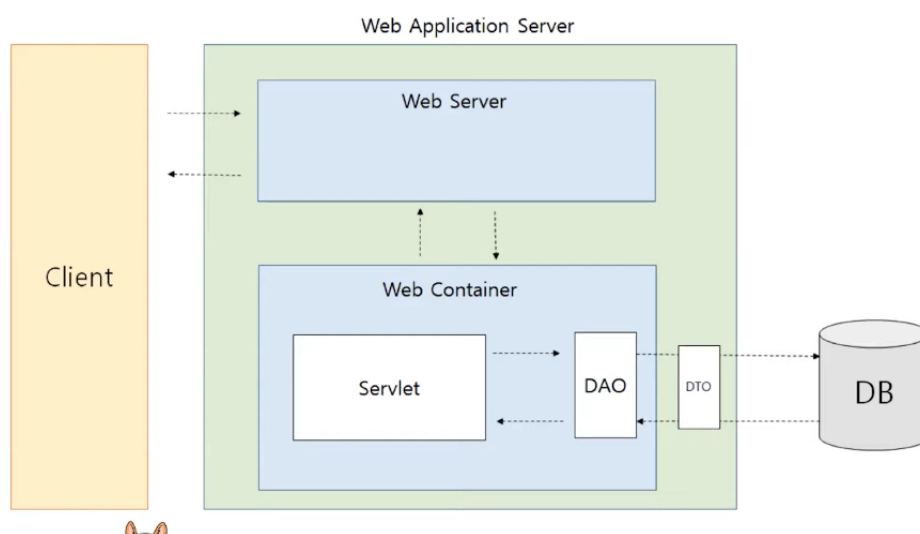 Web Application Server
Web Server
Client
Web Container
Servlet
DAO
DTO
DB